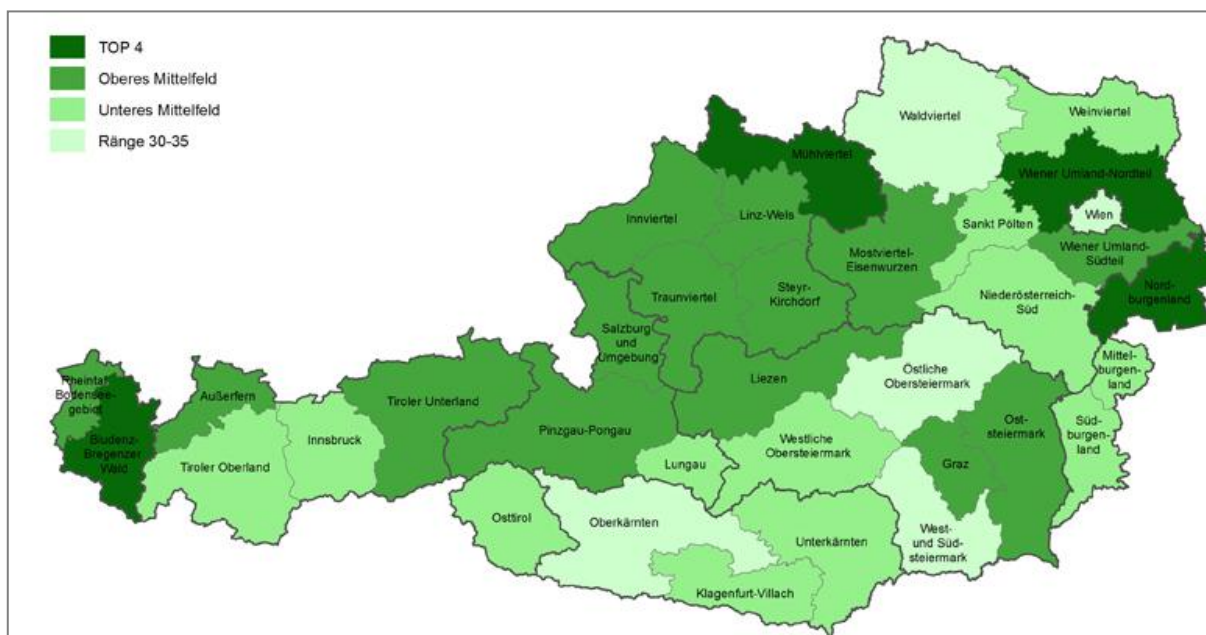 TOP 4
Oberes Mittelfeld
Unteres Mittelfeld
Ränge 30-35
Waldviertel
Weinviertel
Mühlviertel
Wiener Umland-Nordteil
Wien
Innviertel
Linz-Wels
Sankt Pölten
Mostviertel-
Eisenwurzen
Wiener Umland-
Südteil
Nord-
burgenland
Traunviertel
Steyr-
Kirchdorf
Niederösterreich-
Süd
Salzburg
und
Umgebung
Mittel-
burgen-
land
Östliche
Obersteiermark
Liezen
Rheintal-
Bodensee-
gebiet
Außerfern
Tiroler Unterland
Bludenz-
Bregenzer
Wald
Pinzgau-Pongau
Ost-
steiermark
Süd-
burgen-
land
Innsbruck
Tiroler Oberland
Lungau
Westliche
Obersteiermark
Graz
Osttirol
Oberkärnten
Unterkärnten
West-
und Süd-
steiermark
Klagenfurt-Villach